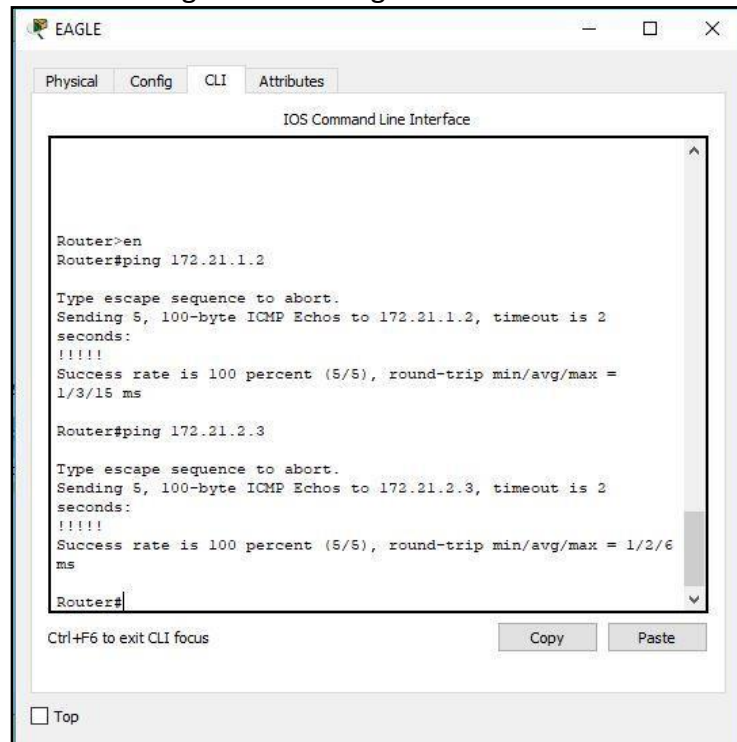 EAGLE
Physical Config CLI Attributes
IOS Command Line Interface
Router>en
Router#ping 172.21.1.2
Type escape sequence to abort.
Sending 5, 100-byte ICMP Echos to 172.21.1.2, timeout is 2
seconds:
!!!!!
Success rate is 100 percent (5/5), round-trip min/avg/max =
1/3/15 ms
Router#ping 172.21.2.3
Type escape sequence to abort.
Sending 5, 100-byte ICMP Echos to 172.21.2.3, timeout is 2
seconds:
!!!!!
Success rate is 100 percent (5/5), round-trip min/avg/max = 1/2/6
ms
Router#
Ctrl+F6 to exit CLI focus
Copy Paste
Top